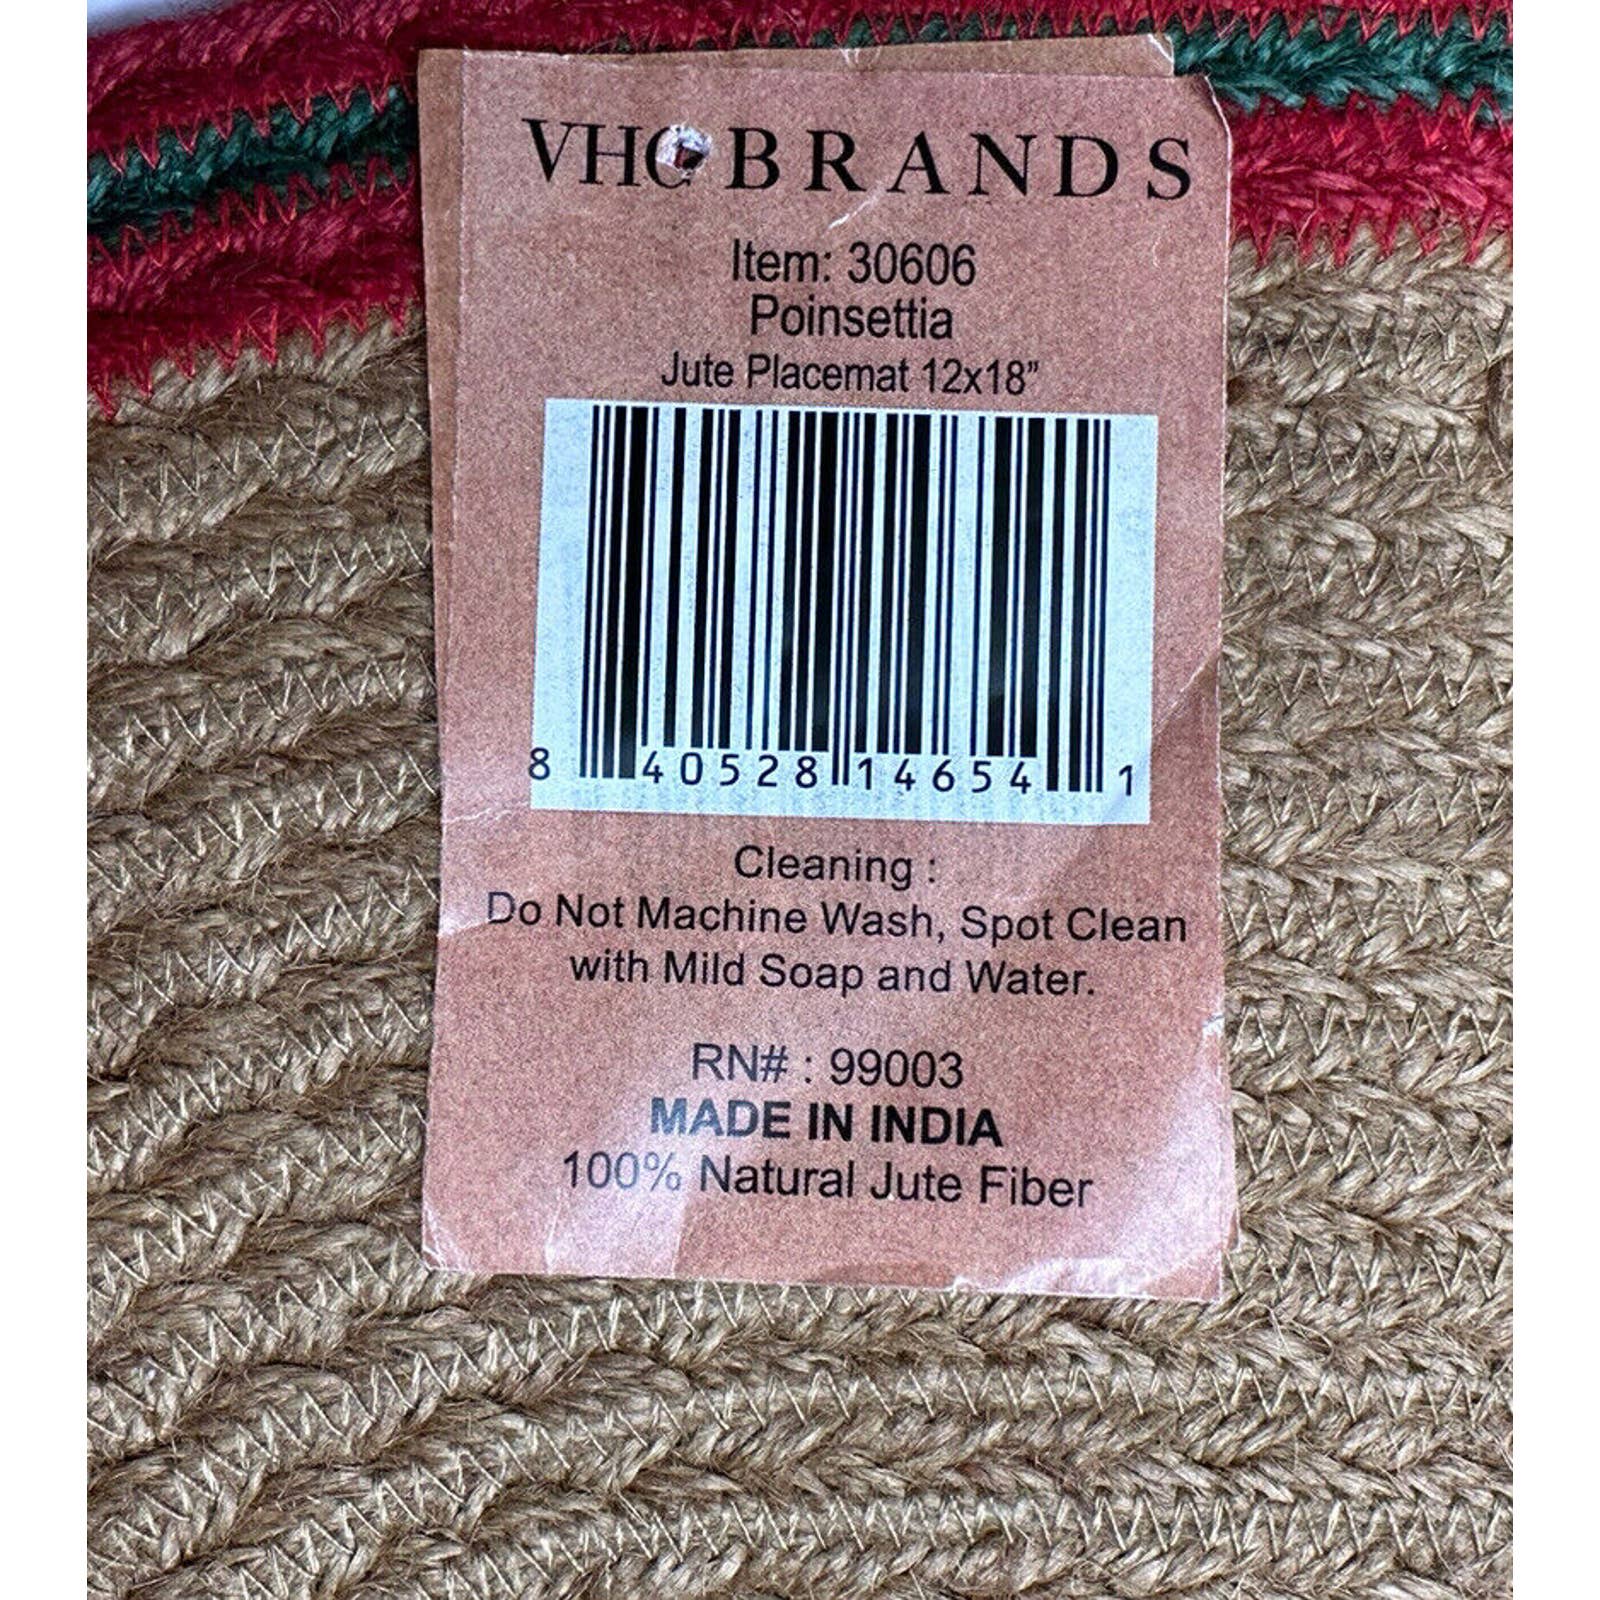 VHC BRANDS
Item: 30606
Poinsettia
Jute Placemat 12x18”
8 40528 14654 1
Cleaning :
Do Not Machine Wash, Spot Clean
with Mild Soap and Water.
RN# : 99003
MADE IN INDIA
100% Natural Jute Fiber